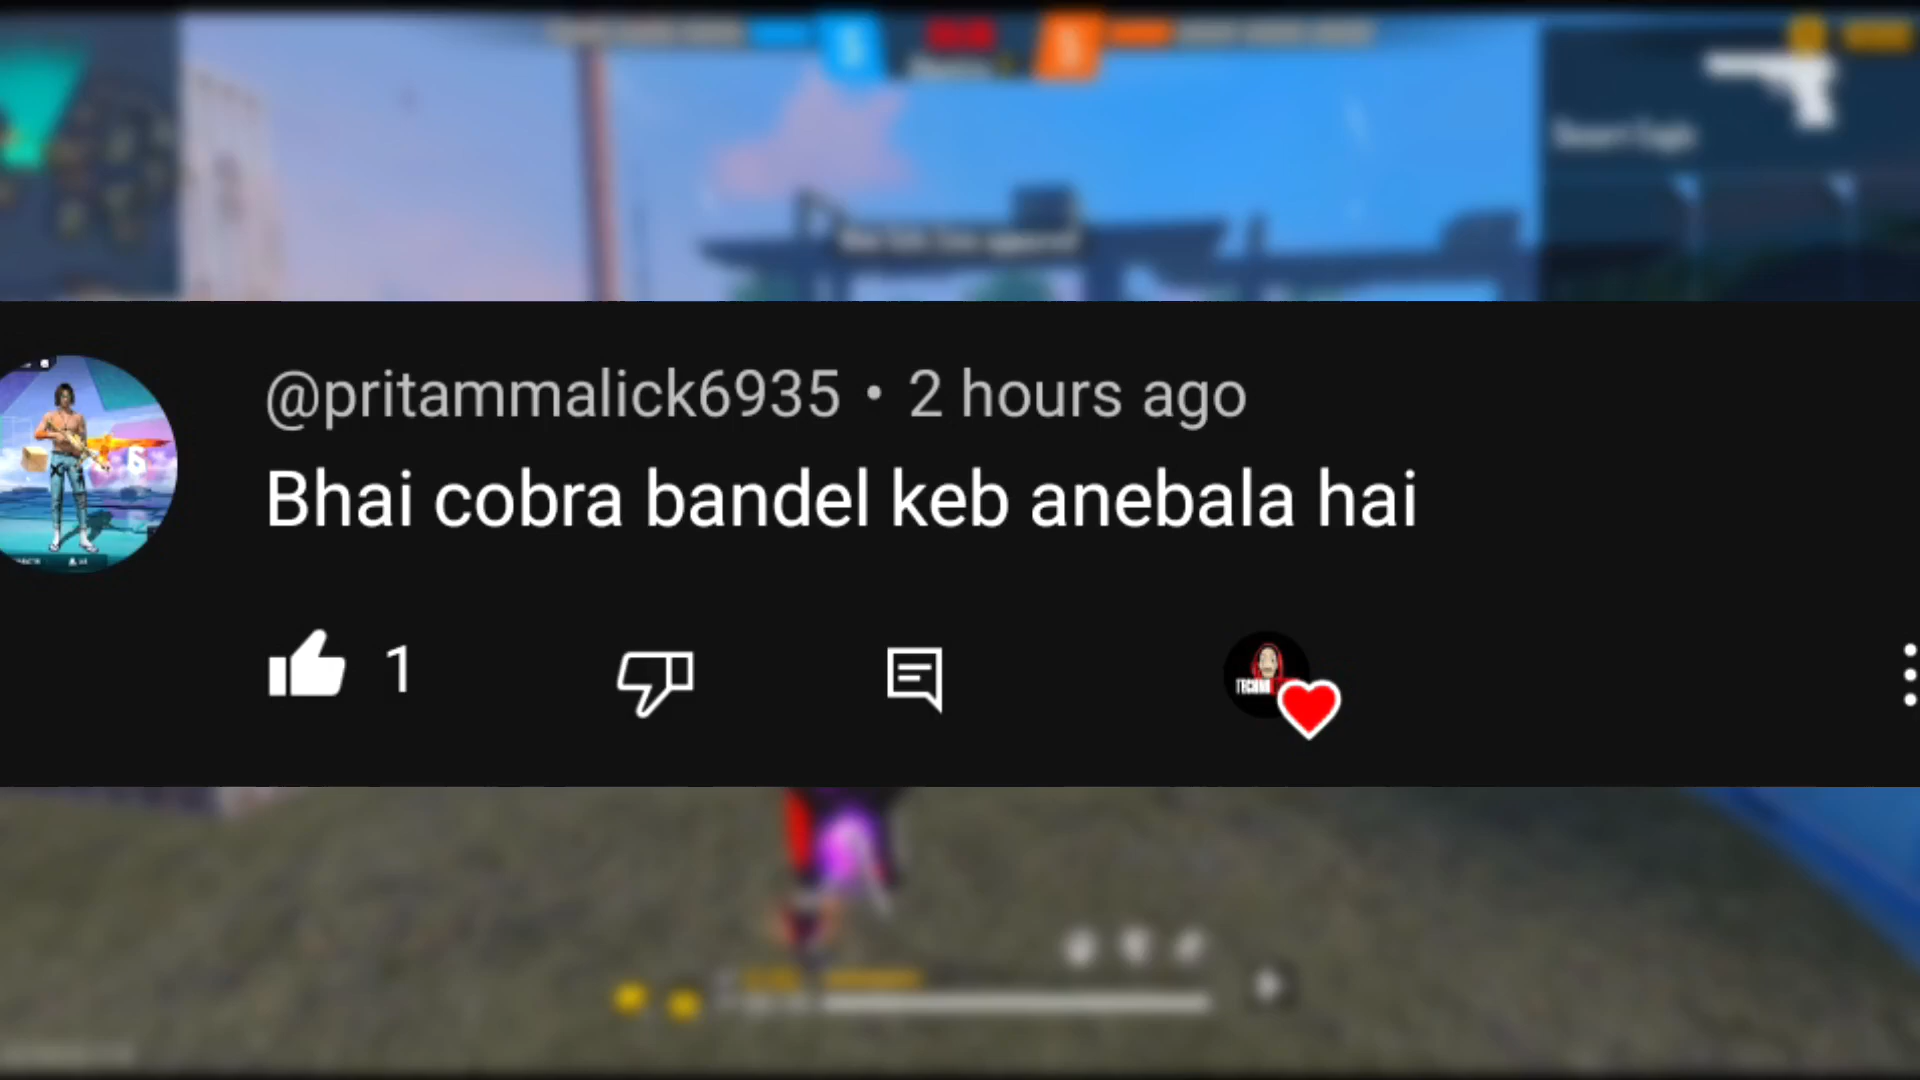 @pritammalick6935 • 2 hours ago
Bhai cobra bandel keb anebala hai
1